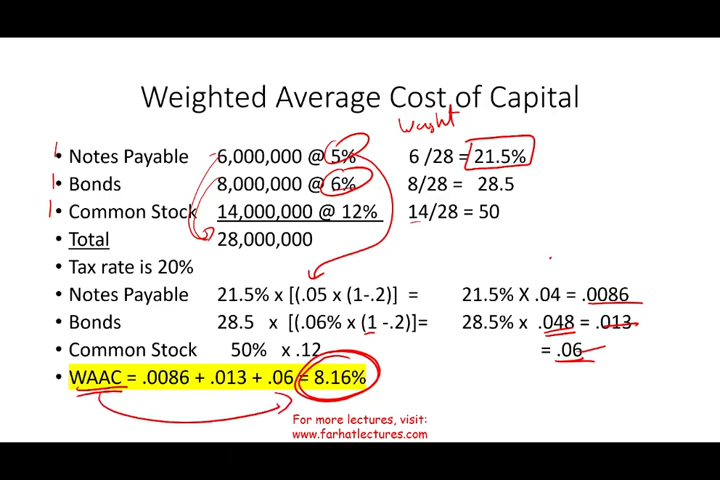 Weighted Average Cost of Capital
Weight
• Notes Payable 6,000,000 @ 5% 6 /28 = 21.5%
• Bonds 8,000,000 @ 6% 8/28 = 28.5
• Common Stock 14,000,000 @ 12% 14/28 = 50
• Total 28,000,000
• Tax rate is 20%
• Notes Payable 21.5% x [(.05 x (1-.2)] = 21.5% X .04 = .0086
• Bonds 28.5 x [(.06% x (1 -.2)]= 28.5% x .048 = .013
• Common Stock 50% x .12 = .06
• WAAC = .0086 + .013 + .06 = 8.16%
For more lectures, visit:
www.farhatlectures.com